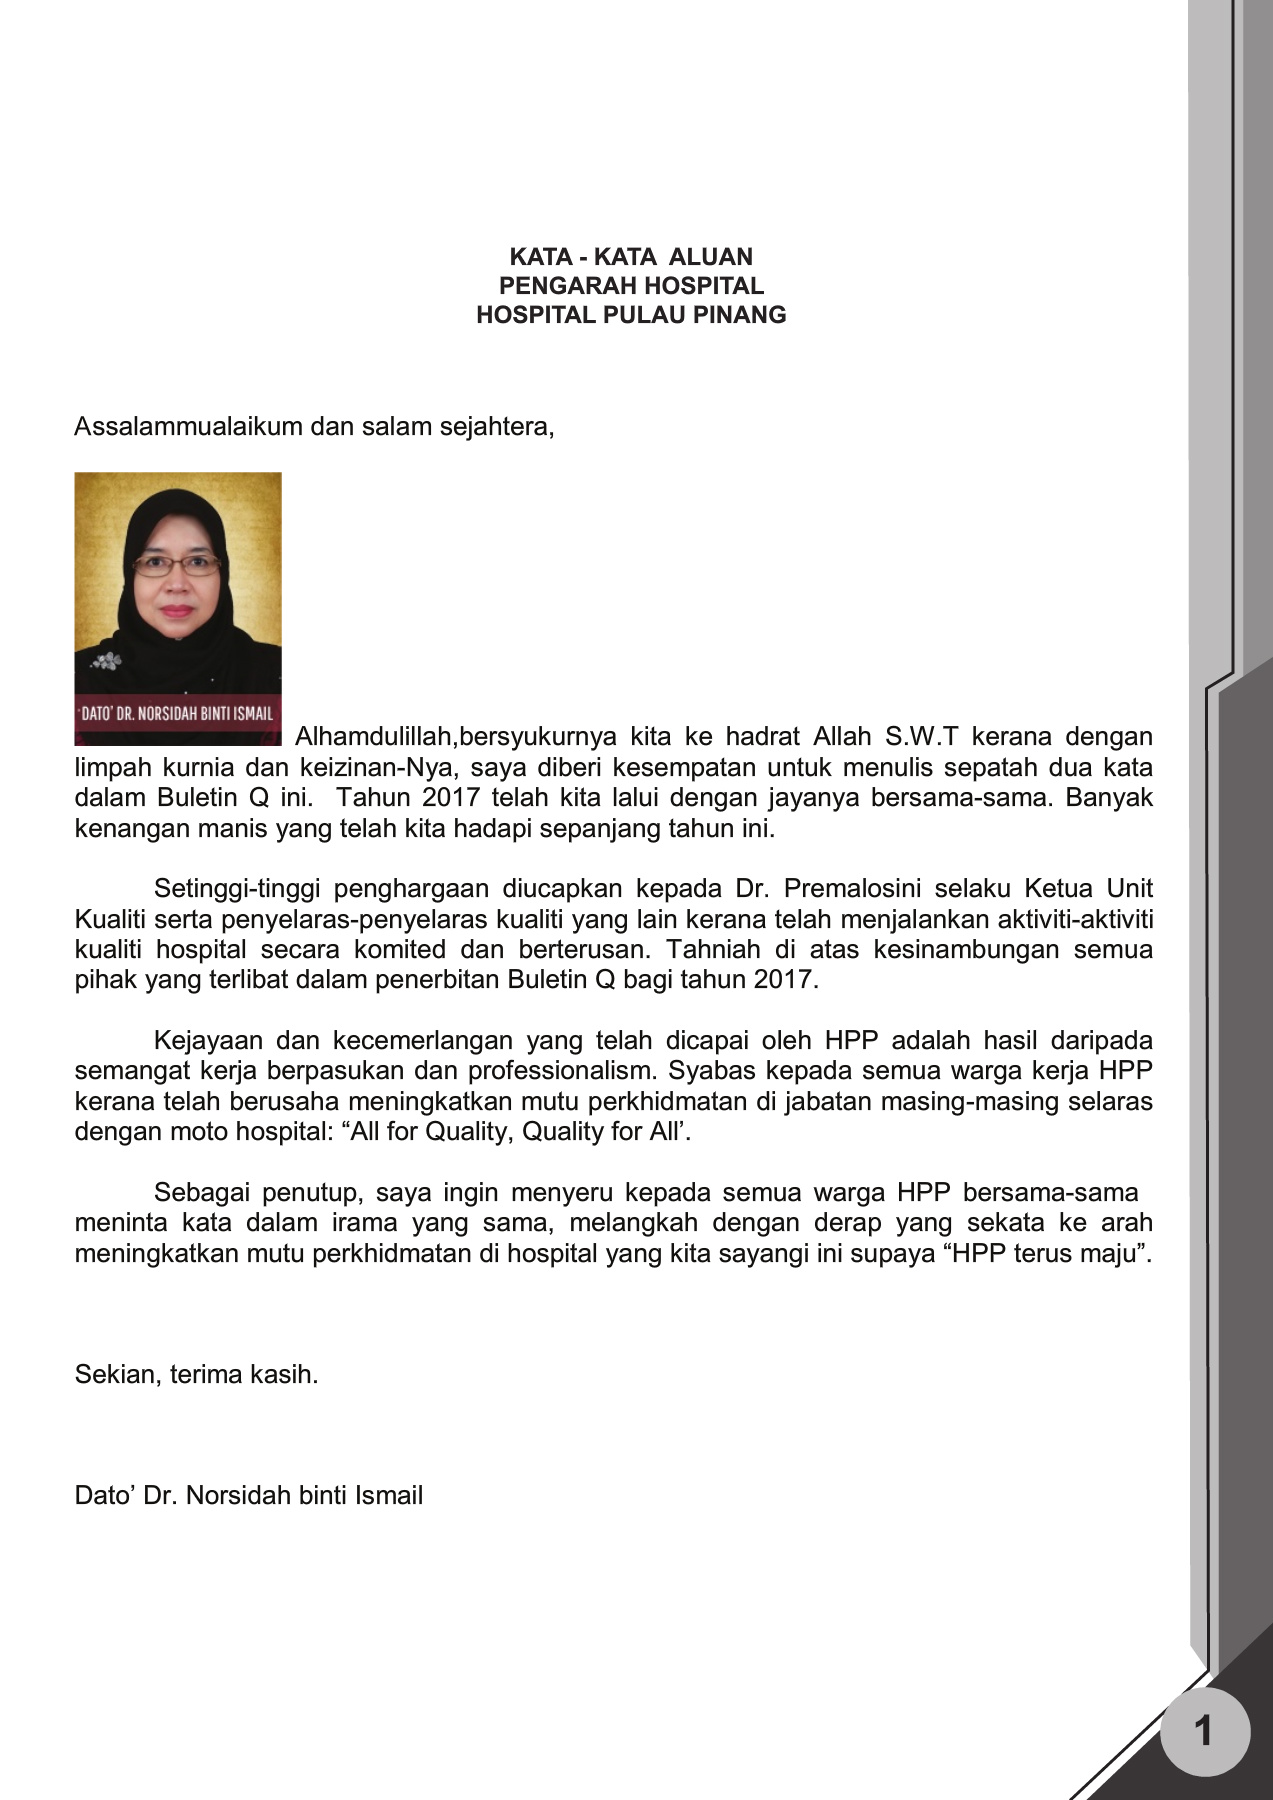 KATA - KATA  ALUAN
PENGARAH HOSPITAL
HOSPITAL PULAU PINANG
Assalammualaikum dan salam sejahtera,
DATO' DR. NORSIDAH BINTI ISMAIL
Alhamdulillah,bersyukurnya kita ke hadrat Allah S.W.T kerana dengan
limpah kurnia dan keizinan-Nya, saya diberi kesempatan untuk menulis sepatah dua kata
dalam Buletin Q ini.  Tahun 2017 telah kita lalui dengan jayanya bersama-sama. Banyak
kenangan manis yang telah kita hadapi sepanjang tahun ini.
Setinggi-tinggi penghargaan diucapkan kepada Dr. Premalosini selaku Ketua Unit
Kualiti serta penyelaras-penyelaras kualiti yang lain kerana telah menjalankan aktiviti-aktiviti
kualiti hospital secara komited dan berterusan. Tahniah di atas kesinambungan semua
pihak yang terlibat dalam penerbitan Buletin Q bagi tahun 2017.
Kejayaan dan kecemerlangan yang telah dicapai oleh HPP adalah hasil daripada
semangat kerja berpasukan dan professionalism. Syabas kepada semua warga kerja HPP
kerana telah berusaha meningkatkan mutu perkhidmatan di jabatan masing-masing selaras
dengan moto hospital: “All for Quality, Quality for All’.
Sebagai penutup, saya ingin menyeru kepada semua warga HPP bersama-sama
meminta kata dalam irama yang sama, melangkah dengan derap yang sekata ke arah
meningkatkan mutu perkhidmatan di hospital yang kita sayangi ini supaya “HPP terus maju”.
Sekian, terima kasih.
Dato’ Dr. Norsidah binti Ismail
1